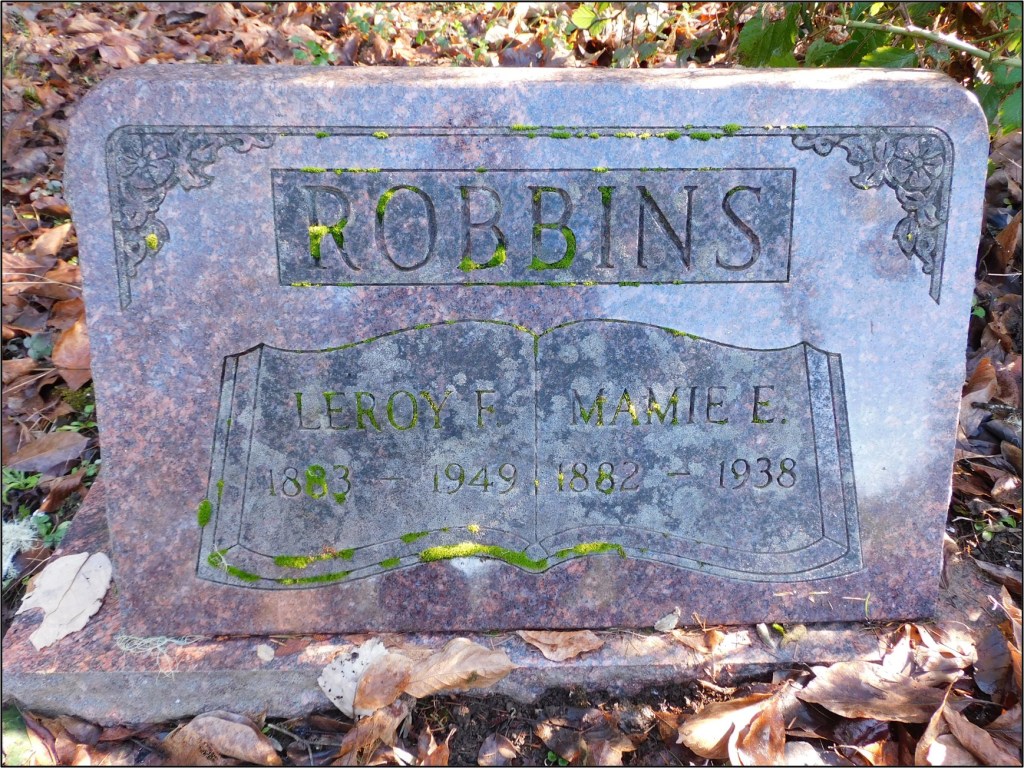 ROBBINS
LEROY F. MAMIE E.
1883 - 1949 1882 - 1938